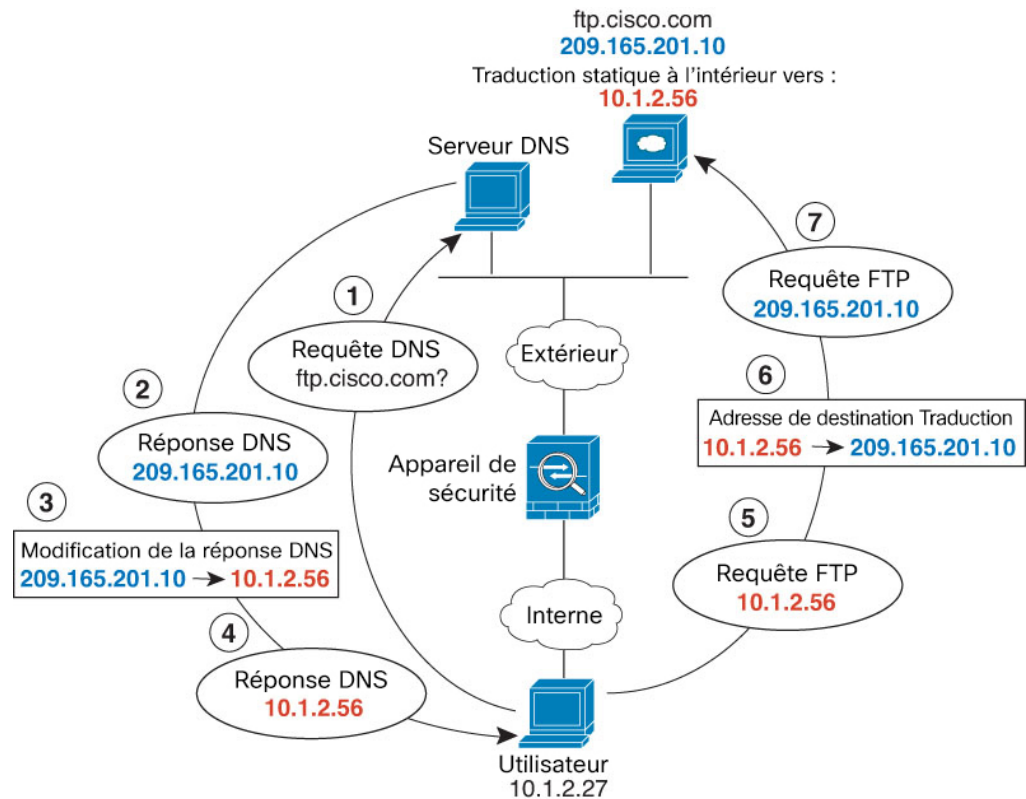 ftp.cisco.com
209.165.201.10
Traduction statique à l'intérieur vers :
10.1.2.56
Serveur DNS
7
Requête FTP
209.165.201.10
1
Requête DNS
ftp.cisco.com?
Extérieur
2
Réponse DNS
209.165.201.10
6
Adresse de destination Traduction
10.1.2.56 → 209.165.201.10
Appareil de
sécurité
3
Modification de la réponse DNS
209.165.201.10 → 10.1.2.56
5
Requête FTP
10.1.2.56
Interne
4
Réponse DNS
10.1.2.56
Utilisateur
10.1.2.27